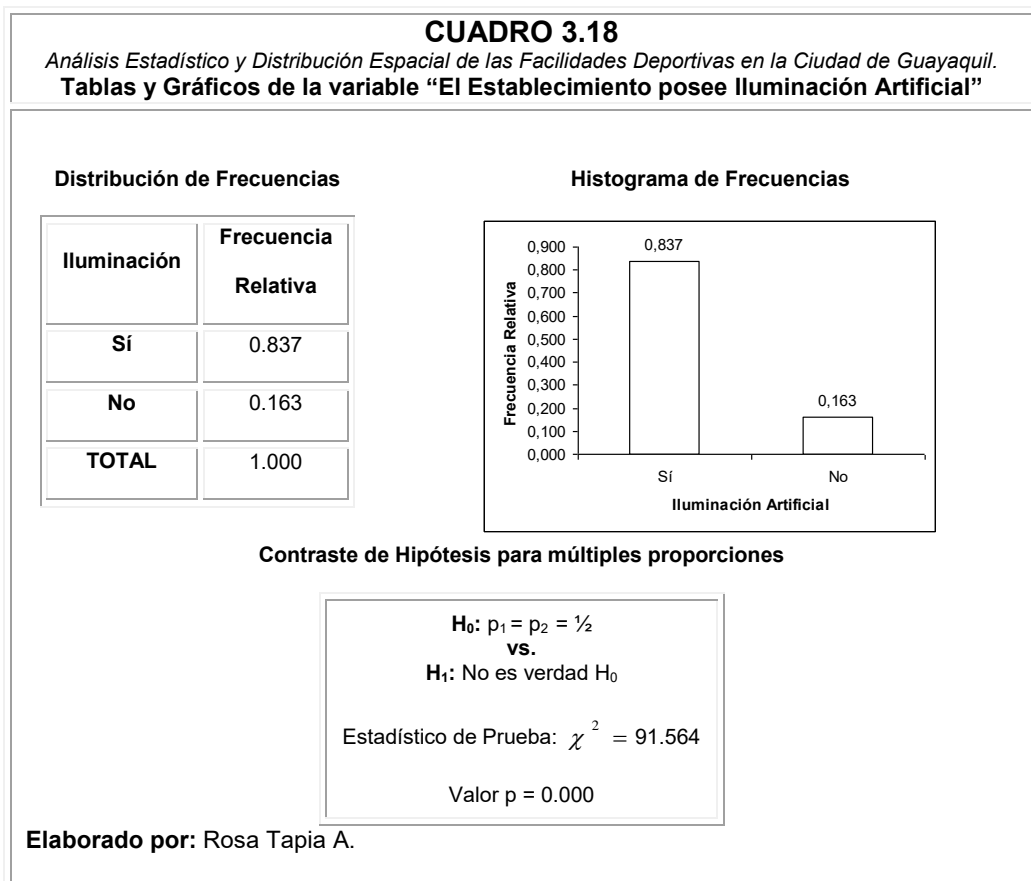 CUADRO 3.18
Análisis Estadístico y Distribución Espacial de las Facilidades Deportivas en la Ciudad de Guayaquil.
Tablas y Gráficos de la variable “El Establecimiento posee Iluminación Artificial”
Distribución de Frecuencias
Iluminación
Frecuencia
Relativa
Sí 0.837
No 0.163
TOTAL 1.000
Histograma de Frecuencias
Frecuencia Relativa
0,900
0,800
0,700
0,600
0,500
0,400
0,300
0,200
0,100
0,000
0,837
0,163
Sí No
Iluminación Artificial
Contraste de Hipótesis para múltiples proporciones
H₀: p₁ = p₂ = ½
vs.
H₁: No es verdad H₀
Estadístico de Prueba: χ² = 91.564
Valor p = 0.000
Elaborado por: Rosa Tapia A.